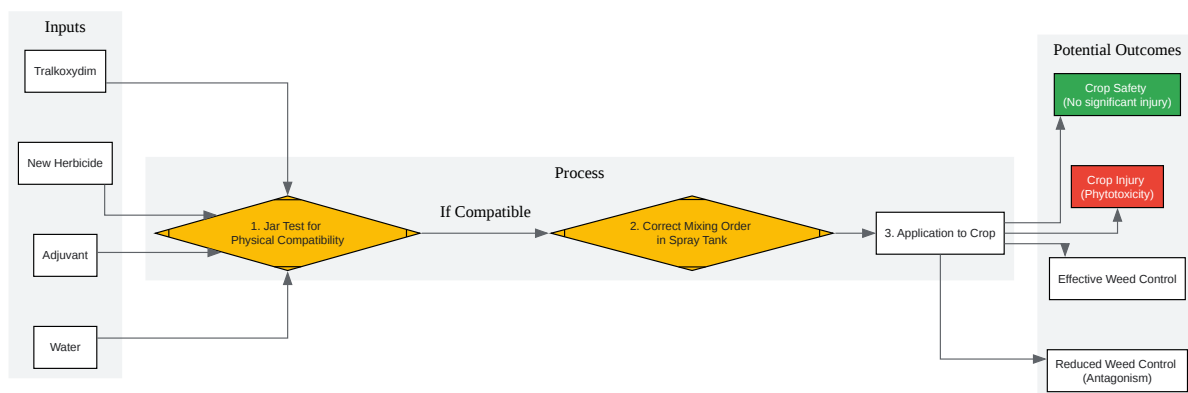 Inputs
Tralkoxydim
New Herbicide
Adjuvant
Water
Process
1. Jar Test for
Physical Compatibility
If Compatible
2. Correct Mixing Order
in Spray Tank
3. Application to Crop
Potential Outcomes
Crop Safety
(No significant injury)
Crop Injury
(Phytotoxicity)
Effective Weed Control
Reduced Weed Control
(Antagonism)